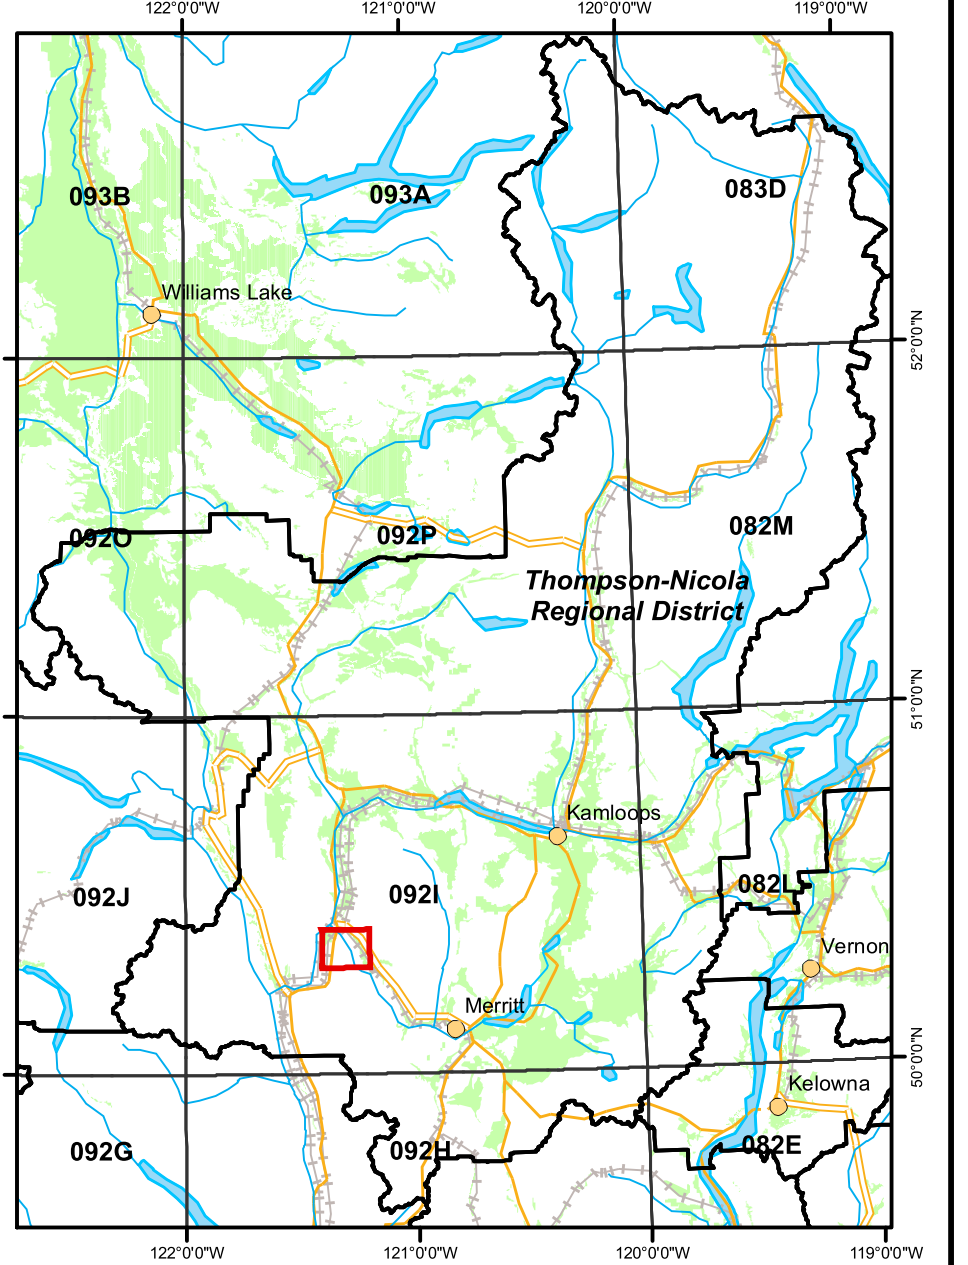 122°0'0"W 121°0'0"W 120°0'0"W 119°0'0"W
093B
093A
083D
Williams Lake
52°0'0"N
092O
092P
082M
Thompson-Nicola
Regional District
51°0'0"N
Kamloops
092J
092I
082L
Vernon
Merritt
50°0'0"N
Kelowna
092G
092H
082E
122°0'0"W 121°0'0"W 120°0'0"W 119°0'0"W